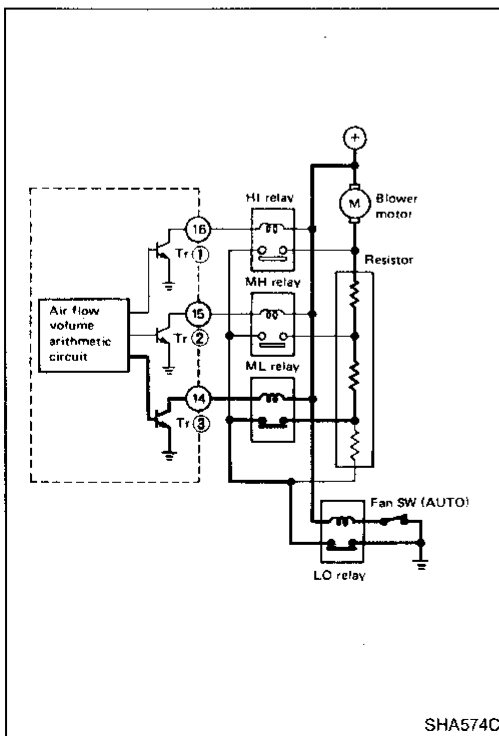 +
HI relay
M
Blower
motor
16
Tr ①
Resistor
MH relay
Air flow
volume
arithmetic
circuit
15
Tr ②
ML relay
14
Tr ③
Fan SW (AUTO)
LO relay
SHA574C